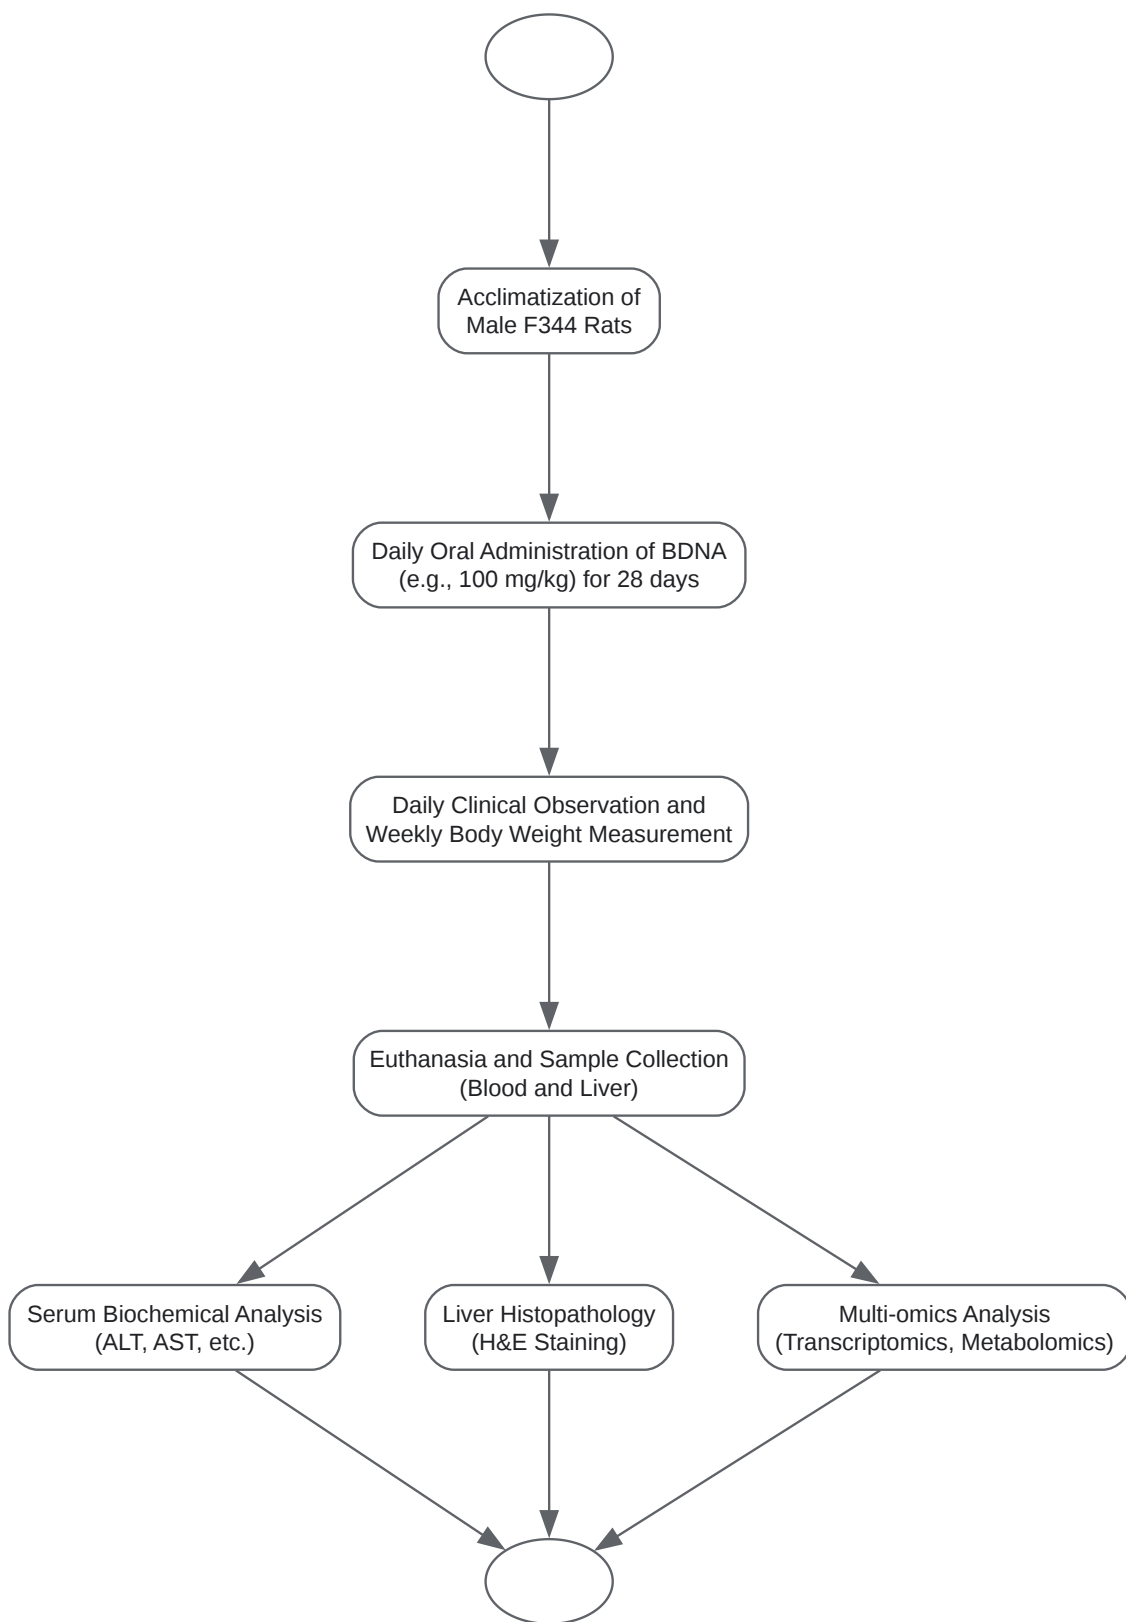 Acclimatization of
Male F344 Rats
Daily Oral Administration of BDNA
(e.g., 100 mg/kg) for 28 days
Daily Clinical Observation and
Weekly Body Weight Measurement
Euthanasia and Sample Collection
(Blood and Liver)
Serum Biochemical Analysis
(ALT, AST, etc.)
Liver Histopathology
(H&E Staining)
Multi-omics Analysis
(Transcriptomics, Metabolomics)